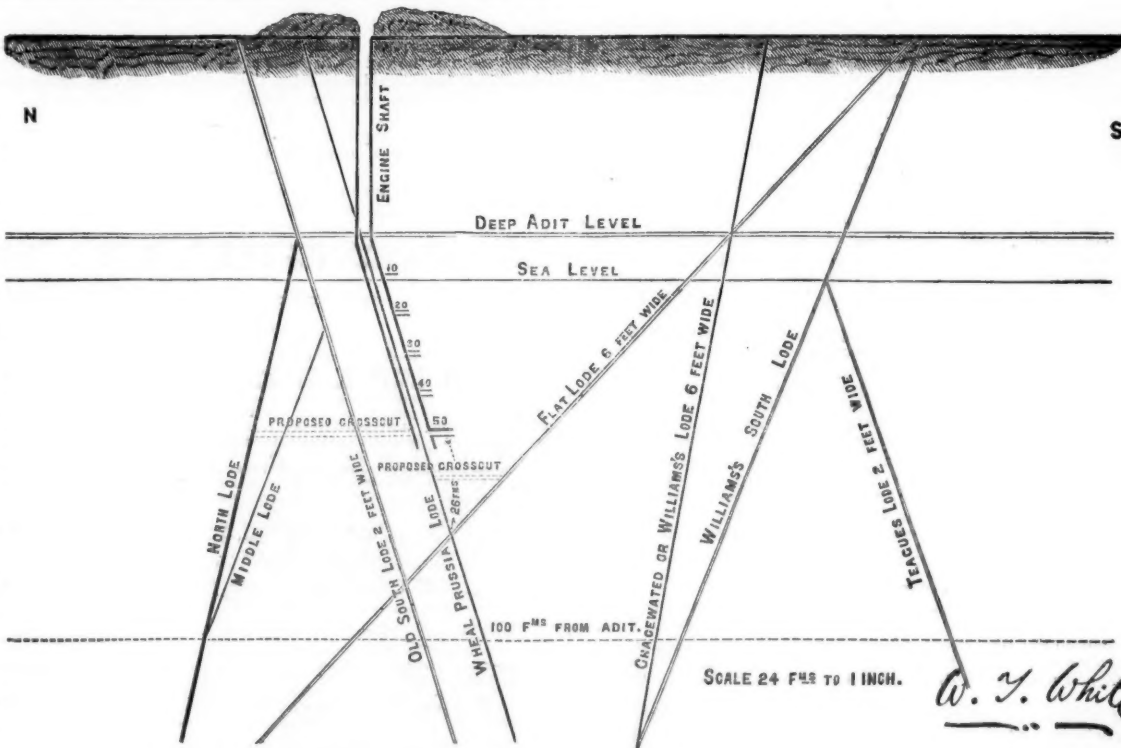 N
S
ENGINE SHAFT
DEEP ADIT LEVEL
SEA LEVEL
10
20
30
40
50
FLAT LODE 6 FEET WIDE
PROPOSED CROSSCUT
PROPOSED CROSSCUT
26 FMS
NORTH LODE
MIDDLE LODE
OLD SOUTH LODE 2 FEET WIDE
WHEAL PRUSSIA LODE
CHACEWATED OR WILLIAMS'S LODE 6 FEET WIDE
WILLIAMS'S SOUTH LODE
TEAGUES LODE 2 FEET WIDE
100 FMS FROM ADIT.
SCALE 24 FMS TO 1 INCH.
W. T.